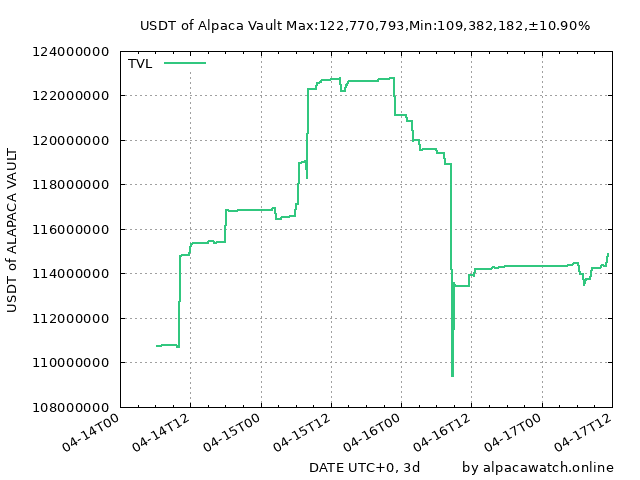 USDT of Alpaca Vault Max:122,770,793,Min:109,382,182,±10.90%
TVL
USDT of ALAPACA VAULT
124000000
122000000
120000000
118000000
116000000
114000000
112000000
110000000
108000000
04-14T00
04-14T12
04-15T00
04-15T12
04-16T00
04-16T12
04-17T00
04-17T12
DATE UTC+0, 3d
by alpacawatch.online